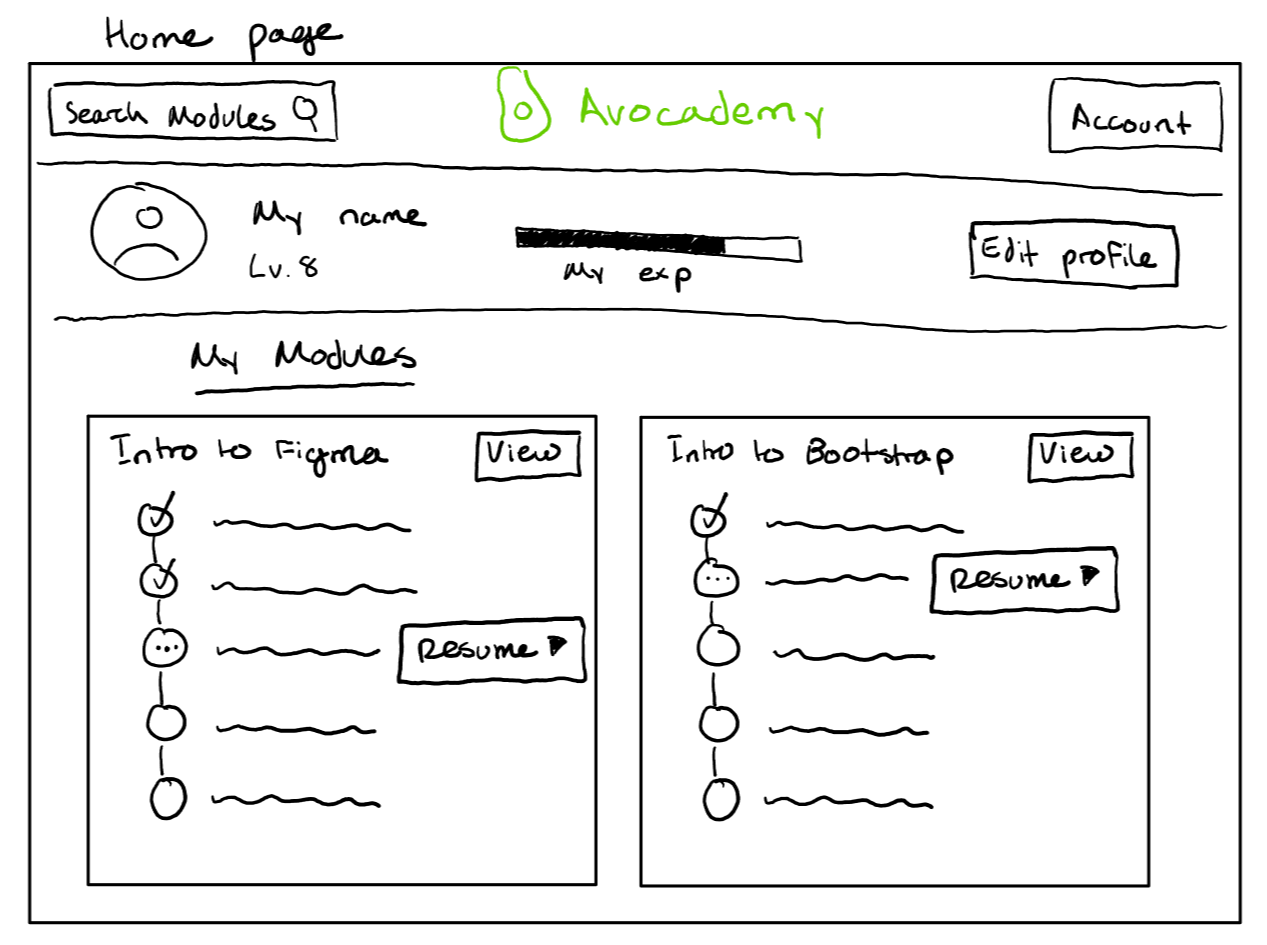 Home page
Search Modules
Avocademy
Account
My name
Lv. 8
My exp
Edit profile
My Modules
Intro to Figma
View
Resume
Intro to Bootstrap
View
Resume